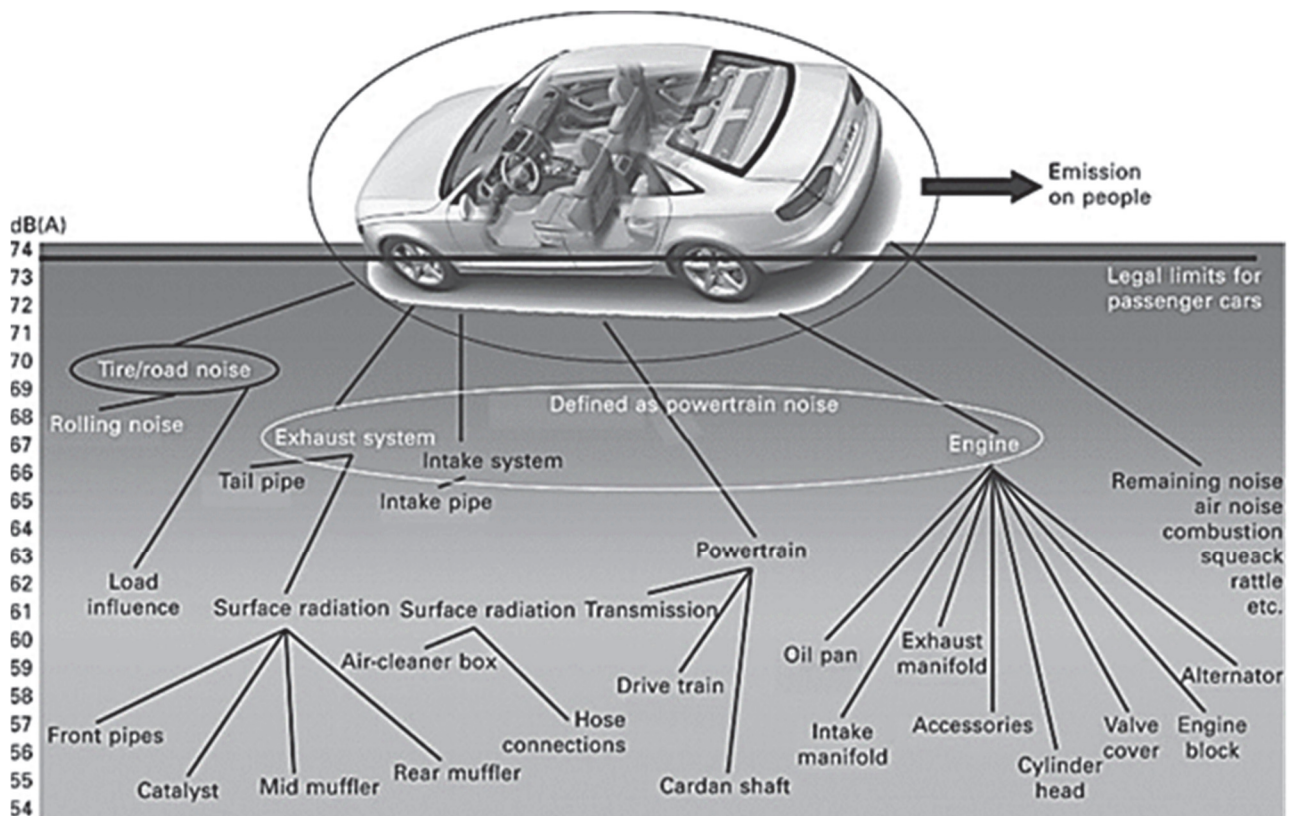 Emission
on people
dB(A)
74
73
72
71
70
69
68
67
66
65
64
63
62
61
60
59
58
57
56
55
54
Legal limits for
passenger cars
Tire/road noise
Rolling noise
Defined as powertrain noise
Exhaust system
Intake system
Engine
Tail pipe
Intake pipe
Remaining noise
air noise
combustion
squeack
rattle
etc.
Powertrain
Load
influence
Surface radiation
Surface radiation
Transmission
Oil pan
Exhaust
manifold
Air-cleaner box
Drive train
Alternator
Front pipes
Hose
connections
Intake
manifold
Accessories
Valve
cover
Engine
block
Catalyst
Mid muffler
Rear muffler
Cardan shaft
Cylinder
head